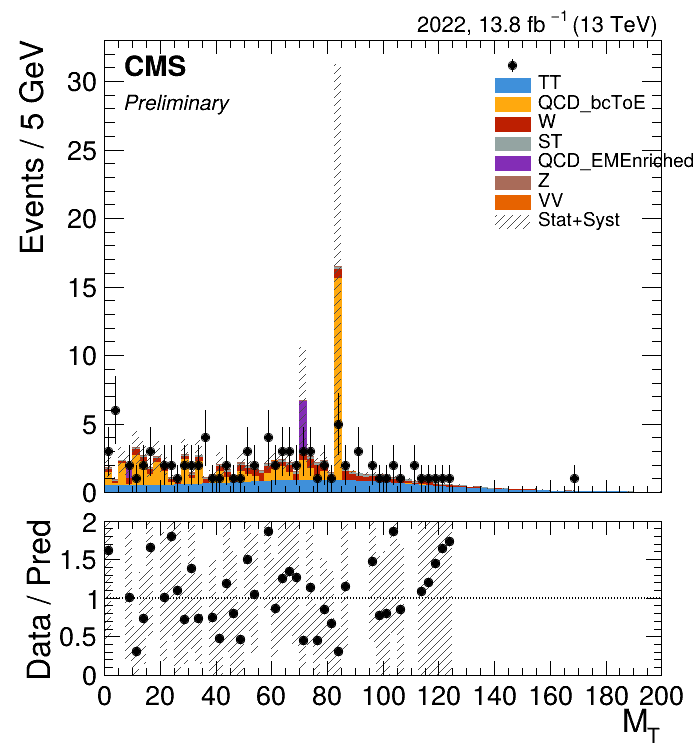 2022, 13.8 fb⁻¹ (13 TeV)
Events / 5 GeV
CMS
Preliminary
TT
QCD_bcToE
W
ST
QCD_EMEnriched
Z
VV
Stat+Syst
30
25
20
15
10
5
0
Data / Pred
2
1.5
1
0.5
0
0 20 40 60 80 100 120 140 160 180 200
M_T